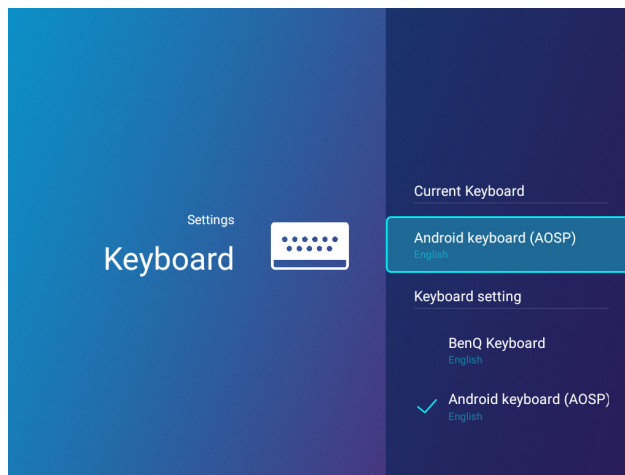 Settings
Keyboard
Current Keyboard
Android keyboard (AOSP)
English
Keyboard setting
BenQ Keyboard
English
Android keyboard (AOSP)
English